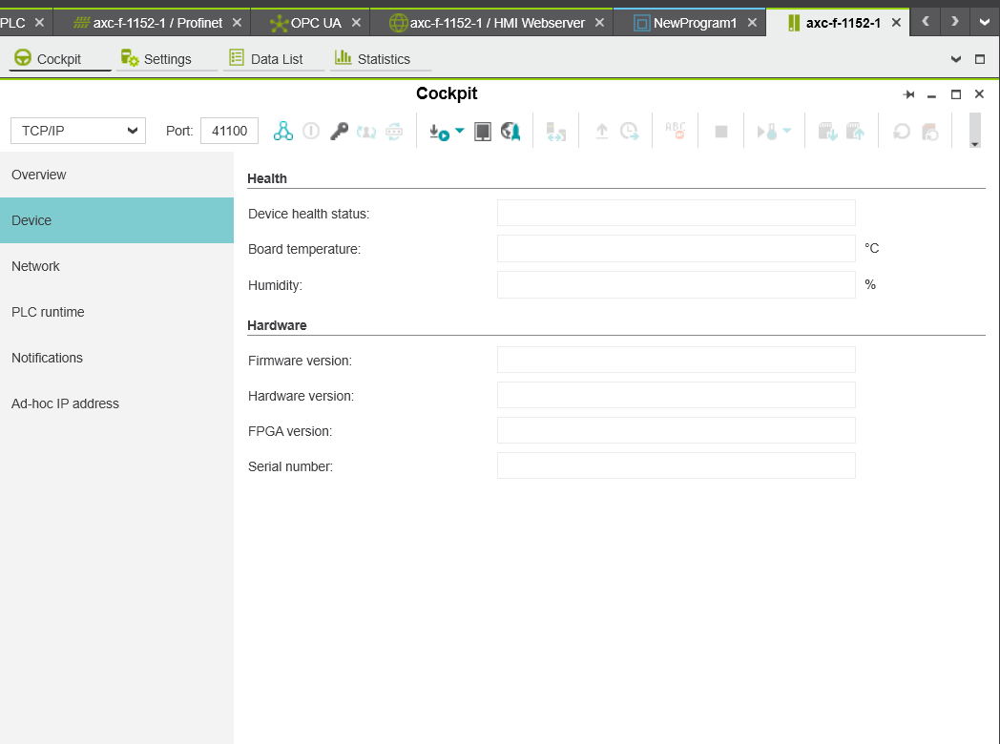 PLC axc-f-1152-1 / Profinet OPC UA axc-f-1152-1 / HMI Webserver NewProgram1 axc-f-1152-1
Cockpit Settings Data List Statistics
Cockpit
TCP/IP Port: 41100 ABC
Overview
Device
Network
PLC runtime
Notifications
Ad-hoc IP address
Health
Device health status:
Board temperature: °C
Humidity: %
Hardware
Firmware version:
Hardware version:
FPGA version:
Serial number: